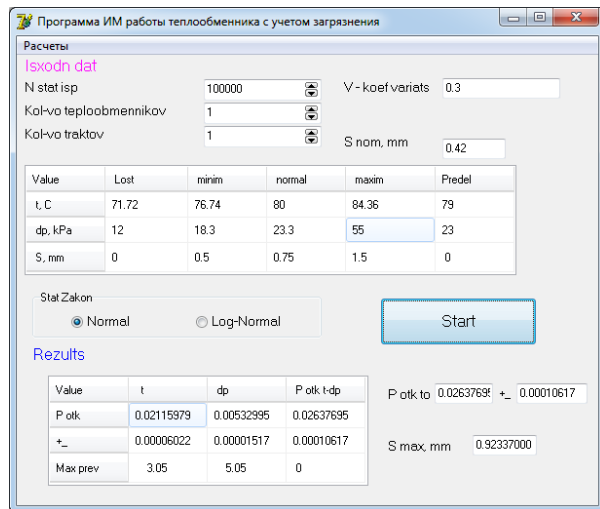 Программа ИМ работы теплообменника с учетом загрязнения
Расчеты
Isxodn dat
N stat isp 100000 V - koef variats 0.3
Kol-vo teploobmennikov 1
Kol-vo traktov 1 S nom, mm 0.42
Value Lost minim normal maxim Predel
t, C 71.72 76.74 80 84.36 79
dp, kPa 12 18.3 23.3 55 23
S, mm 0 0.5 0.75 1.5 0
Stat Zakon
Normal Log-Normal Start
Rezults
Value t dp P otk t-dp
P otk 0.02115979 0.00532995 0.02637695 P otk to 0.02637695 +_ 0.00010617
+_ 0.00006022 0.00001517 0.00010617 S max, mm 0.92337000
Max prev 3.05 5.05 0